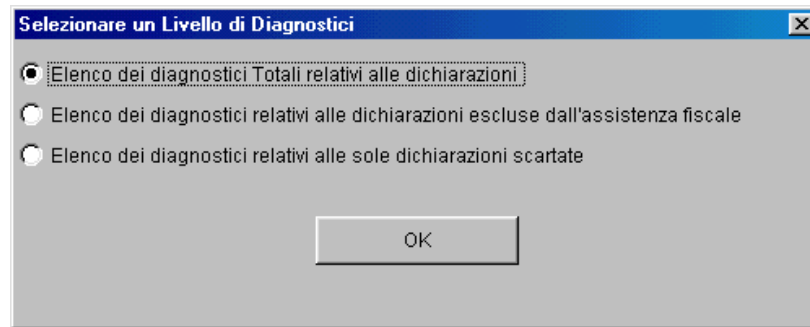 Selezionare un Livello di Diagnostici
Elenco dei diagnostici Totali relativi alle dichiarazioni
Elenco dei diagnostici relativi alle dichiarazioni escluse dall'assistenza fiscale
Elenco dei diagnostici relativi alle sole dichiarazioni scartate
OK